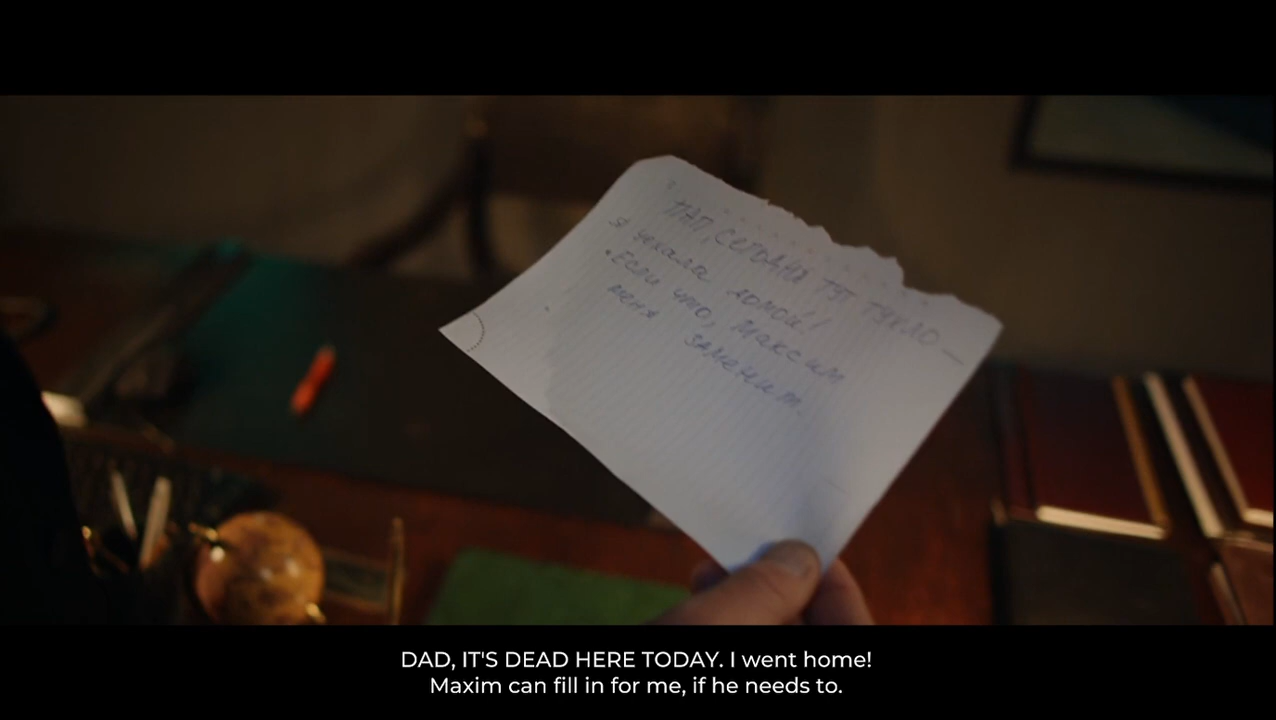 ПАП, СЕГОДНЯ ТУТ ТУХЛО —
Я уехала домой!!
Если что, Максим
меня заменит.
DAD, IT'S DEAD HERE TODAY. I went home!
Maxim can fill in for me, if he needs to.